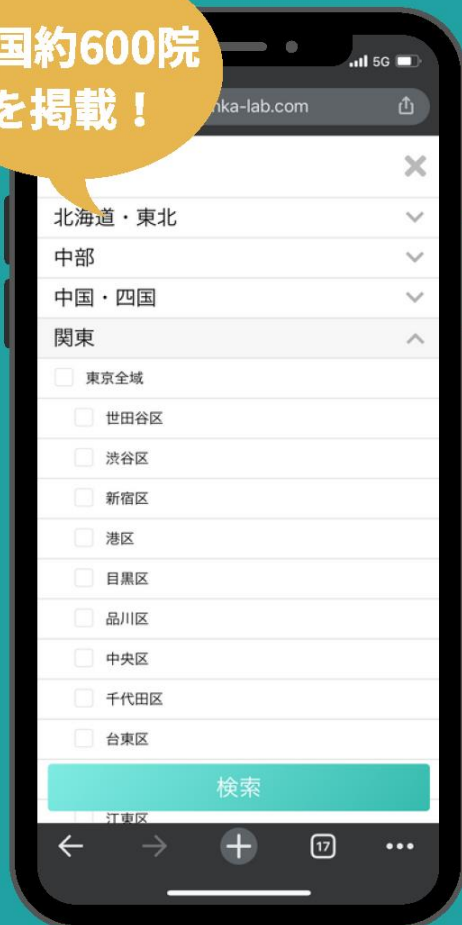 国約600院
を掲載！
5G
nka-lab.com
北海道・東北
中部
中国・四国
関東
東京全域
世田谷区
渋谷区
新宿区
港区
目黒区
品川区
中央区
千代田区
台東区
検索
江東区
17